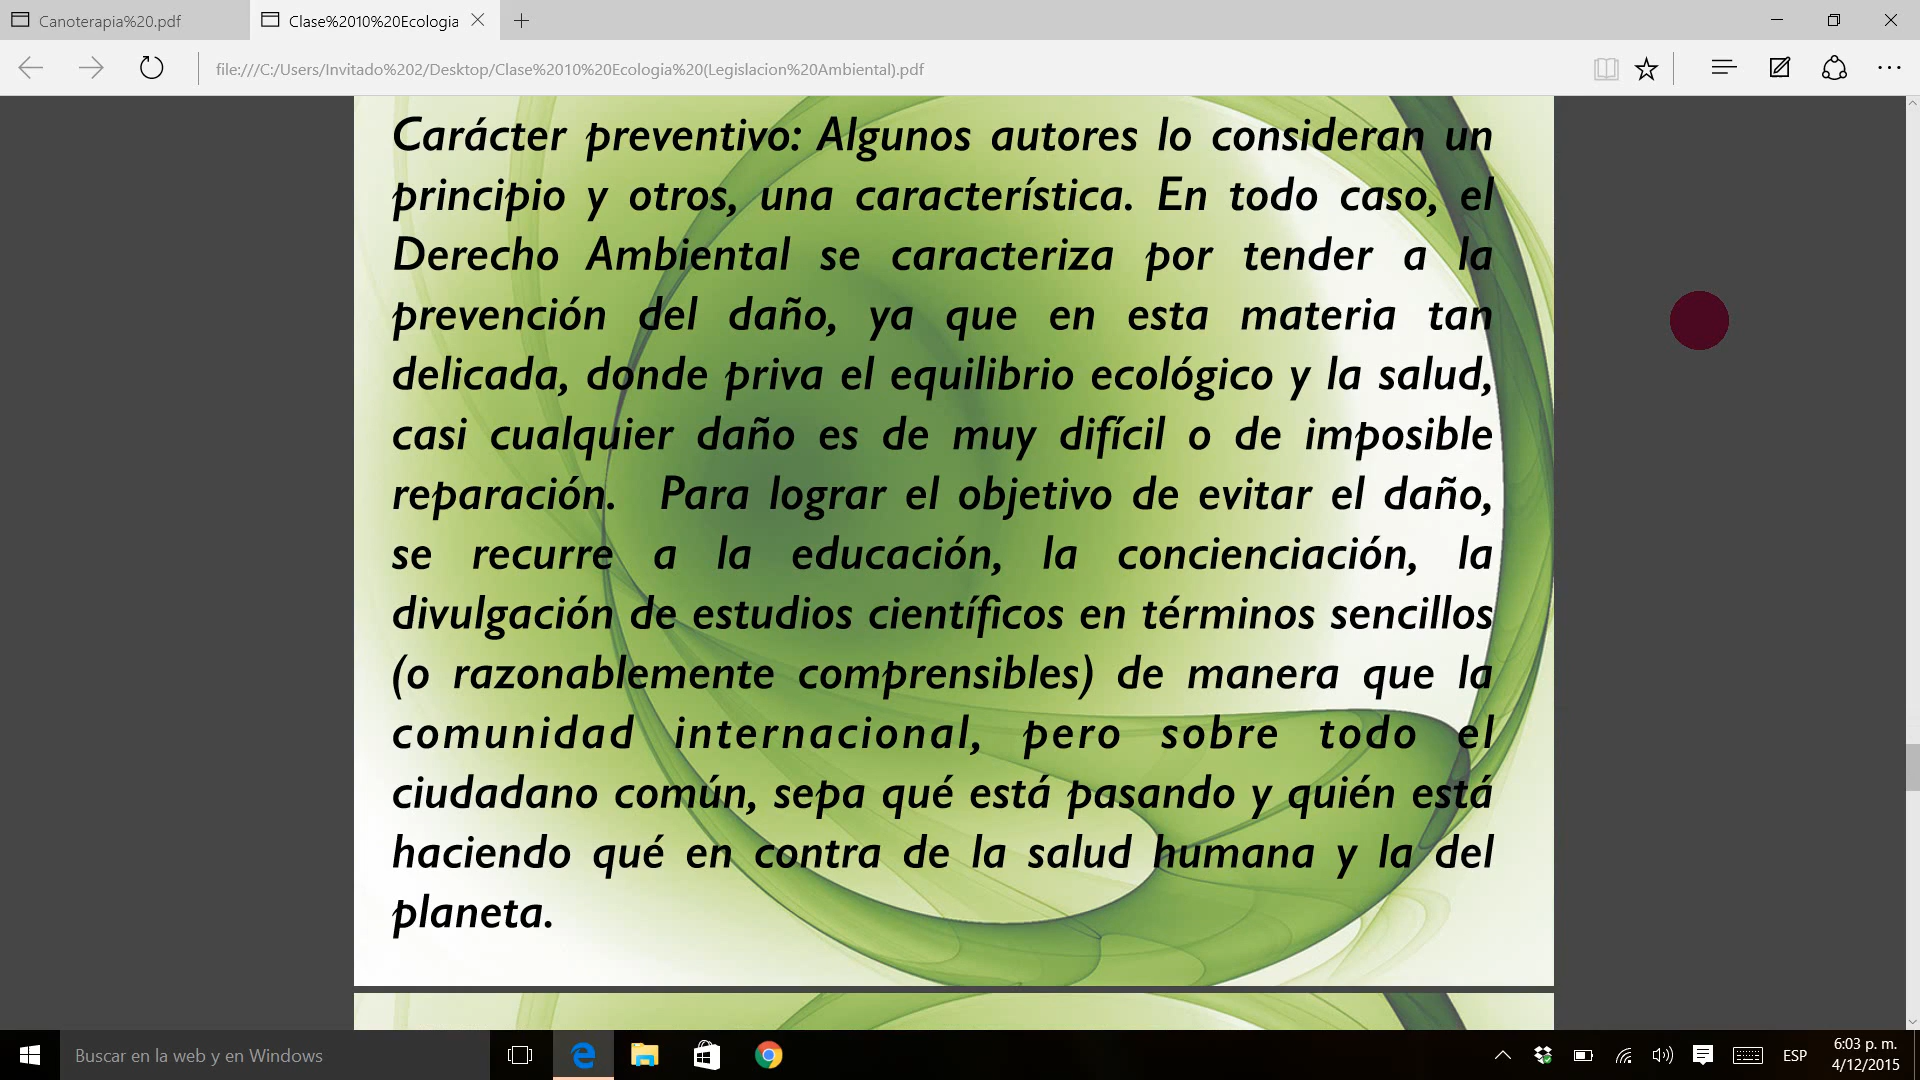 Canoterapia%20.pdf
Clase%2010%20Ecologia
file:///C:/Users/Invitado%202/Desktop/Clase%2010%20Ecologia%20(Legislacion%20Ambiental).pdf
Carácter preventivo: Algunos autores lo consideran un
principio y otros, una característica. En todo caso, el
Derecho Ambiental se caracteriza por tender a la
prevención del daño, ya que en esta materia tan
delicada, donde priva el equilibrio ecológico y la salud,
casi cualquier daño es de muy difícil o de imposible
reparación. Para lograr el objetivo de evitar el daño,
se recurre a la educación, la concienciación, la
divulgación de estudios científicos en términos sencillos
(o razonablemente comprensibles) de manera que la
comunidad internacional, pero sobre todo el
ciudadano común, sepa qué está pasando y quién está
haciendo qué en contra de la salud humana y la del
planeta.
Buscar en la web y en Windows
ESP
6:03 p. m.
4/12/2015